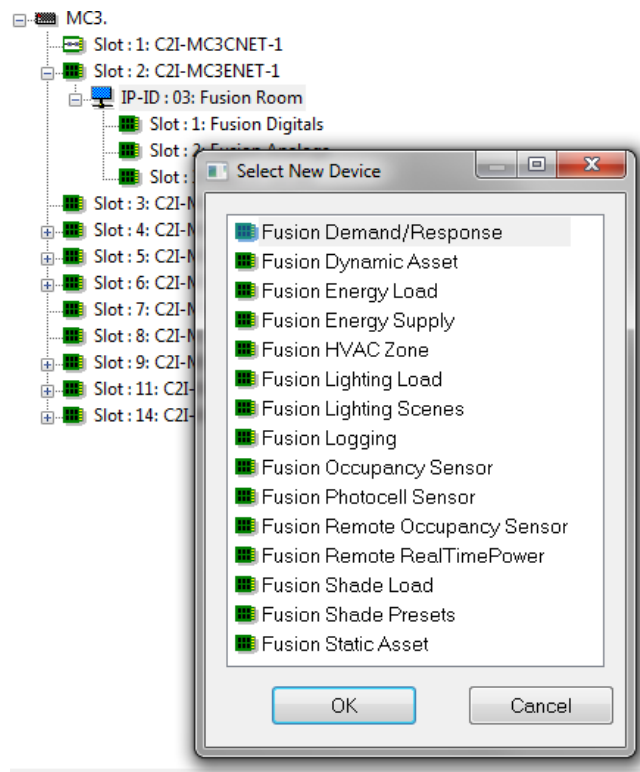 MC3.
Slot : 1: C2I-MC3CNET-1
Slot : 2: C2I-MC3ENET-1
IP-ID : 03: Fusion Room
Slot : 1: Fusion Digitals
Slot : 2: Fusion Analogs
Slot :
Slot : 3: C2I-M
Slot : 4: C2I-M
Slot : 5: C2I-M
Slot : 6: C2I-M
Slot : 7: C2I-M
Slot : 8: C2I-M
Slot : 9: C2I-M
Slot : 11: C2I-
Slot : 14: C2I-
Select New Device
Fusion Demand/Response
Fusion Dynamic Asset
Fusion Energy Load
Fusion Energy Supply
Fusion HVAC Zone
Fusion Lighting Load
Fusion Lighting Scenes
Fusion Logging
Fusion Occupancy Sensor
Fusion Photocell Sensor
Fusion Remote Occupancy Sensor
Fusion Remote RealTimePower
Fusion Shade Load
Fusion Shade Presets
Fusion Static Asset
OK
Cancel